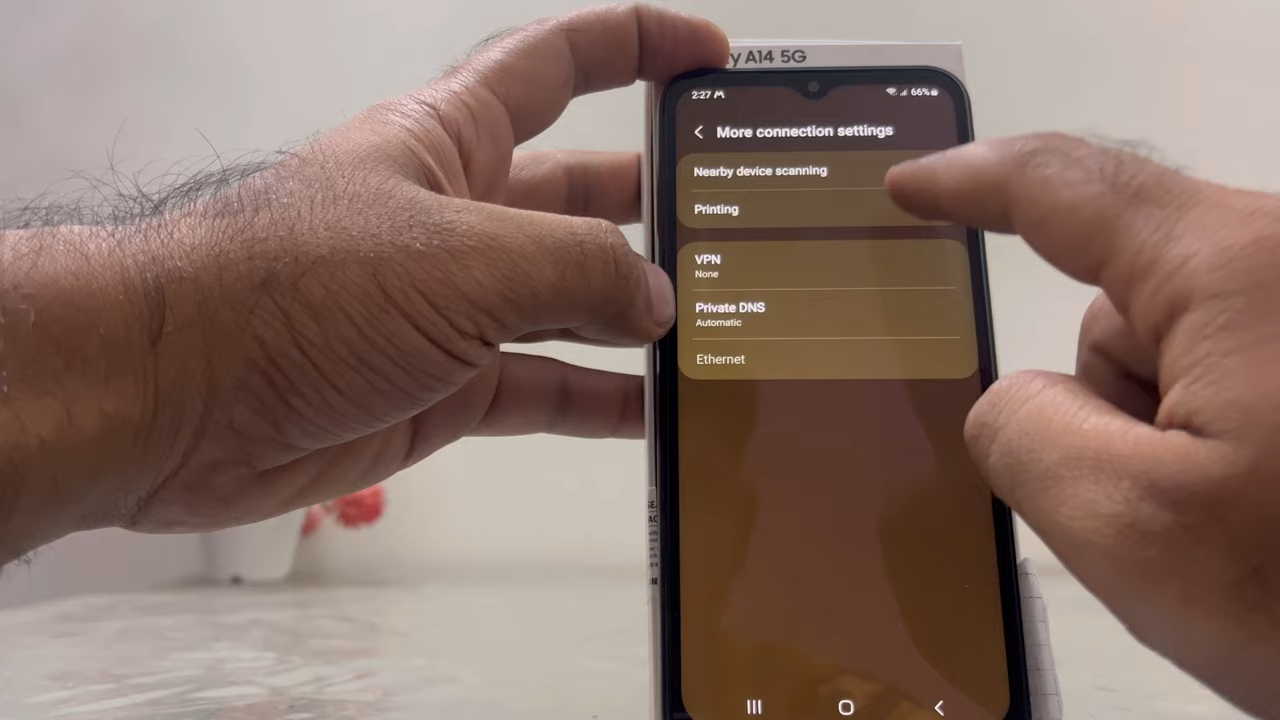 y A14 5G
2:27 66%
More connection settings
Nearby device scanning
Printing
VPN
None
Private DNS
Automatic
Ethernet